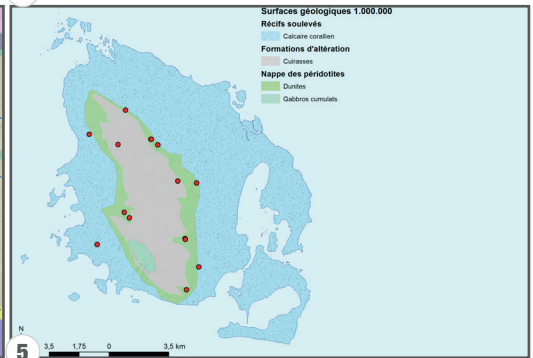 Surfaces géologiques 1.000.000
Récifs soulevés
Calcaire corallien
Formations d'altération
Cuirasses
Nappe des péridotites
Dunites
Gabbros cumulats
N
3,5 1,75 0 3,5 km
5